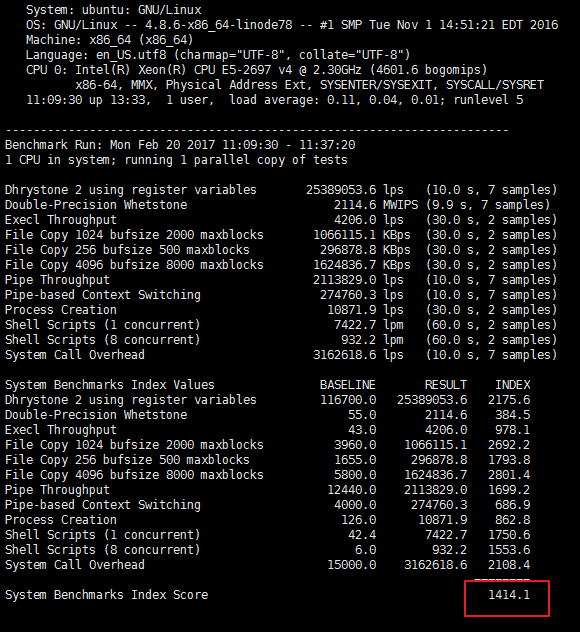 System: ubuntu: GNU/Linux
OS: GNU/Linux -- 4.8.6-x86_64-linode78 -- #1 SMP Tue Nov 1 14:51:21 EDT 2016
Machine: x86_64 (x86_64)
Language: en_US.utf8 (charmap="UTF-8", collate="UTF-8")
CPU 0: Intel(R) Xeon(R) CPU E5-2697 v4 @ 2.30GHz (4601.6 bogomips)
x86-64, MMX, Physical Address Ext, SYSENTER/SYSEXIT, SYSCALL/SYSRET
11:09:30 up 13:33,  1 user,  load average: 0.11, 0.04, 0.01; runlevel 5
------------------------------------------------------------------------
Benchmark Run: Mon Feb 20 2017 11:09:30 - 11:37:20
1 CPU in system; running 1 parallel copy of tests
Dhrystone 2 using register variables 25389053.6 lps (10.0 s, 7 samples)
Double-Precision Whetstone 2114.6 MWIPS (9.9 s, 7 samples)
Execl Throughput 4206.0 lps (30.0 s, 2 samples)
File Copy 1024 bufsize 2000 maxblocks 1066115.1 KBps (30.0 s, 2 samples)
File Copy 256 bufsize 500 maxblocks 296878.8 KBps (30.0 s, 2 samples)
File Copy 4096 bufsize 8000 maxblocks 1624836.7 KBps (30.0 s, 2 samples)
Pipe Throughput 2113829.0 lps (10.0 s, 7 samples)
Pipe-based Context Switching 274760.3 lps (10.0 s, 7 samples)
Process Creation 10871.9 lps (30.0 s, 2 samples)
Shell Scripts (1 concurrent) 7422.7 lpm (60.0 s, 2 samples)
Shell Scripts (8 concurrent) 932.2 lpm (60.0 s, 2 samples)
System Call Overhead 3162618.6 lps (10.0 s, 7 samples)
System Benchmarks Index Values BASELINE RESULT INDEX
Dhrystone 2 using register variables 116700.0 25389053.6 2175.6
Double-Precision Whetstone 55.0 2114.6 384.5
Execl Throughput 43.0 4206.0 978.1
File Copy 1024 bufsize 2000 maxblocks 3960.0 1066115.1 2692.2
File Copy 256 bufsize 500 maxblocks 1655.0 296878.8 1793.8
File Copy 4096 bufsize 8000 maxblocks 5800.0 1624836.7 2801.4
Pipe Throughput 12440.0 2113829.0 1699.2
Pipe-based Context Switching 4000.0 274760.3 686.9
Process Creation 126.0 10871.9 862.8
Shell Scripts (1 concurrent) 42.4 7422.7 1750.6
Shell Scripts (8 concurrent) 6.0 932.2 1553.6
System Call Overhead 15000.0 3162618.6 2108.4
========
System Benchmarks Index Score 1414.1